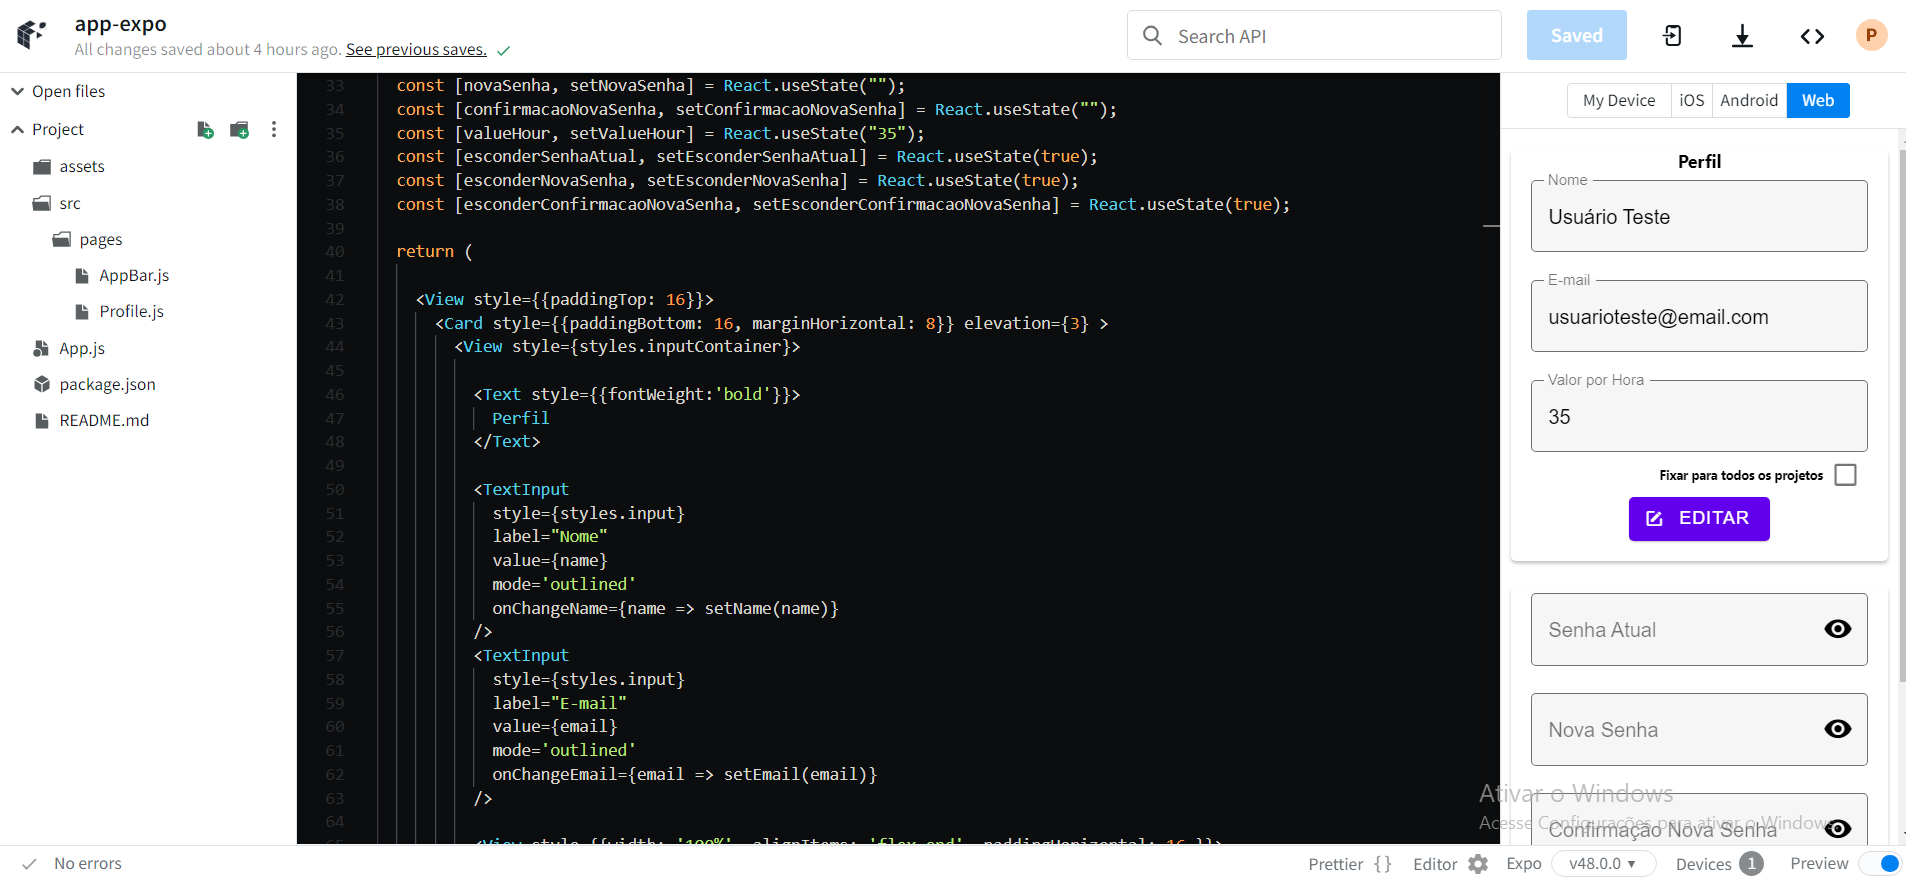 app-expo
All changes saved about 4 hours ago. See previous saves.
Search API
Saved
P
Open files
Project
assets
src
pages
AppBar.js
Profile.js
App.js
package.json
README.md
33 const [novaSenha, setNovaSenha] = React.useState("");
34 const [confirmacaoNovaSenha, setConfirmacaoNovaSenha] = React.useState("");
35 const [valueHour, setValueHour] = React.useState("35");
36 const [esconderSenhaAtual, setEsconderSenhaAtual] = React.useState(true);
37 const [esconderNovaSenha, setEsconderNovaSenha] = React.useState(true);
38 const [esconderConfirmacaoNovaSenha, setEsconderConfirmacaoNovaSenha] = React.useState(true);
39
40 return (
41
42 <View style={{paddingTop: 16}}>
43 <Card style={{paddingBottom: 16, marginHorizontal: 8}} elevation={3} >
44 <View style={styles.inputContainer}>
45
46 <Text style={{fontWeight:'bold'}}>
47 Perfil
48 </Text>
49
50 <TextInput
51 style={styles.input}
52 label="Nome"
53 value={name}
54 mode='outlined'
55 onChangeName={name => setName(name)}
56 />
57 <TextInput
58 style={styles.input}
59 label="E-mail"
60 value={email}
61 mode='outlined'
62 onChangeEmail={email => setEmail(email)}
63 />
64
65 <View style={{width: '100%', alignItems: 'flex-end', paddingHorizontal: 16 }}>
My Device
iOS
Android
Web
Perfil
Nome
Usuário Teste
E-mail
usuarioteste@email.com
Valor por Hora
35
Fixar para todos os projetos
EDITAR
Senha Atual
Nova Senha
Confirmação Nova Senha
Ativar o Windows
Acesse Configurações para ativar o Windows.
No errors
Prettier {}
Editor
Expo
v48.0.0
Devices 1
Preview